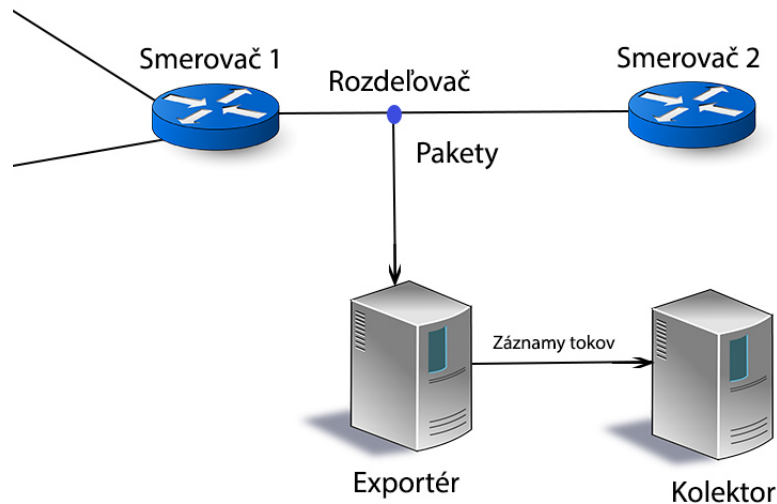 Smerovač 1
Smerovač 2
Rozdeľovač
Pakety
Záznamy tokov
Exportér
Kolektor